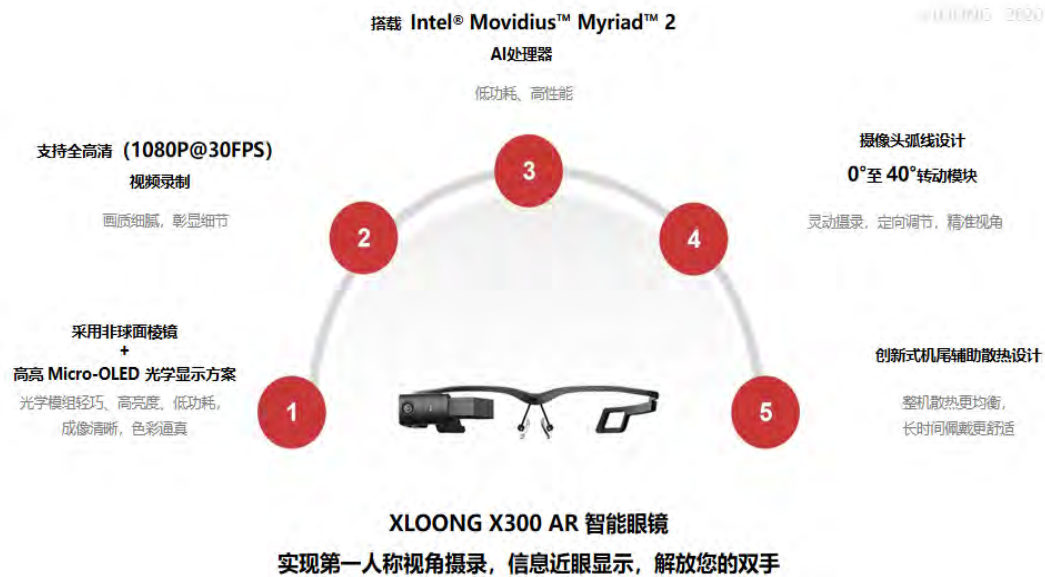 XLOONG 2020
搭载 Intel® Movidius™ Myriad™ 2
AI处理器
低功耗、高性能
3
支持全高清（1080P@30FPS）
视频录制
画质细腻，彰显细节
2
摄像头弧线设计
0°至 40°转动模块
灵动摄录，定向调节，精准视角
4
采用非球面棱镜
+
高亮 Micro-OLED 光学显示方案
光学模组轻巧、高亮度、低功耗，
成像清晰，色彩逼真
1
创新式机尾辅助散热设计
整机散热更均衡，
长时间佩戴更舒适
5
XLOONG X300 AR 智能眼镜
实现第一人称视角摄录，信息近眼显示，解放您的双手